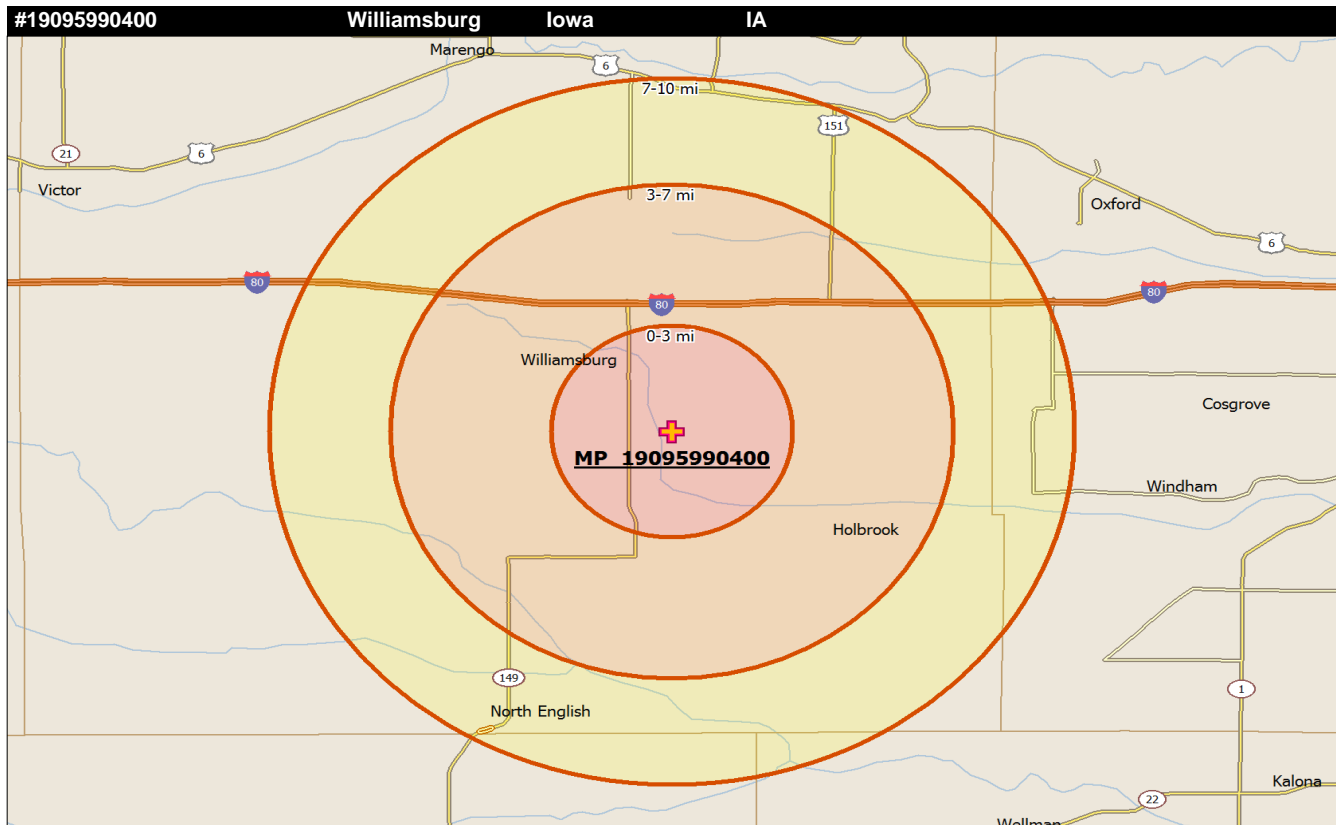 #19095990400 Williamsburg Iowa IA
Marengo
6
7-10 mi
151
21
6
Victor
3-7 mi
Oxford
6
80
80
80
0-3 mi
Williamsburg
Cosgrove
MP 19095990400
Windham
Holbrook
149
1
North English
Kalona
22
Wellman